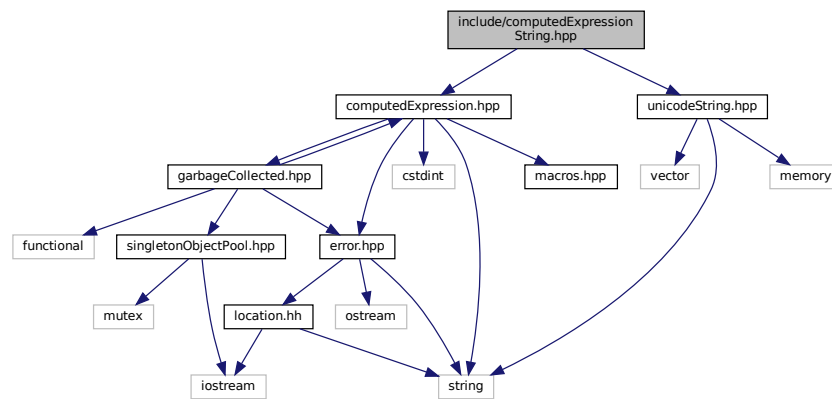 include/computedExpression
String.hpp
computedExpression.hpp
unicodeString.hpp
garbageCollected.hpp
cstdint
macros.hpp
vector
memory
functional
singletonObjectPool.hpp
error.hpp
mutex
location.hh
ostream
iostream
string